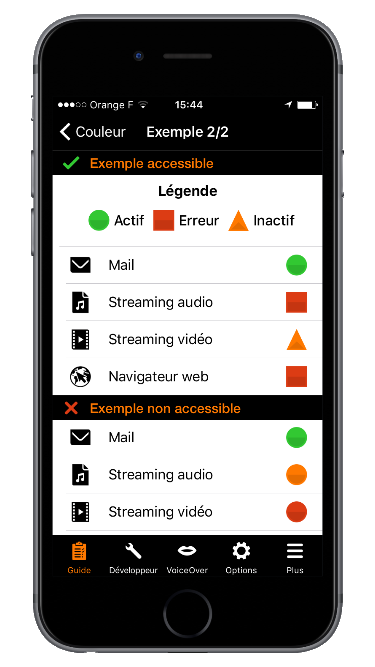 Orange F 15:44
Couleur Exemple 2/2
Exemple accessible
Légende
Actif Erreur Inactif
Mail
Streaming audio
Streaming vidéo
Navigateur web
Exemple non accessible
Mail
Streaming audio
Streaming vidéo
Guide Développeur VoiceOver Options Plus